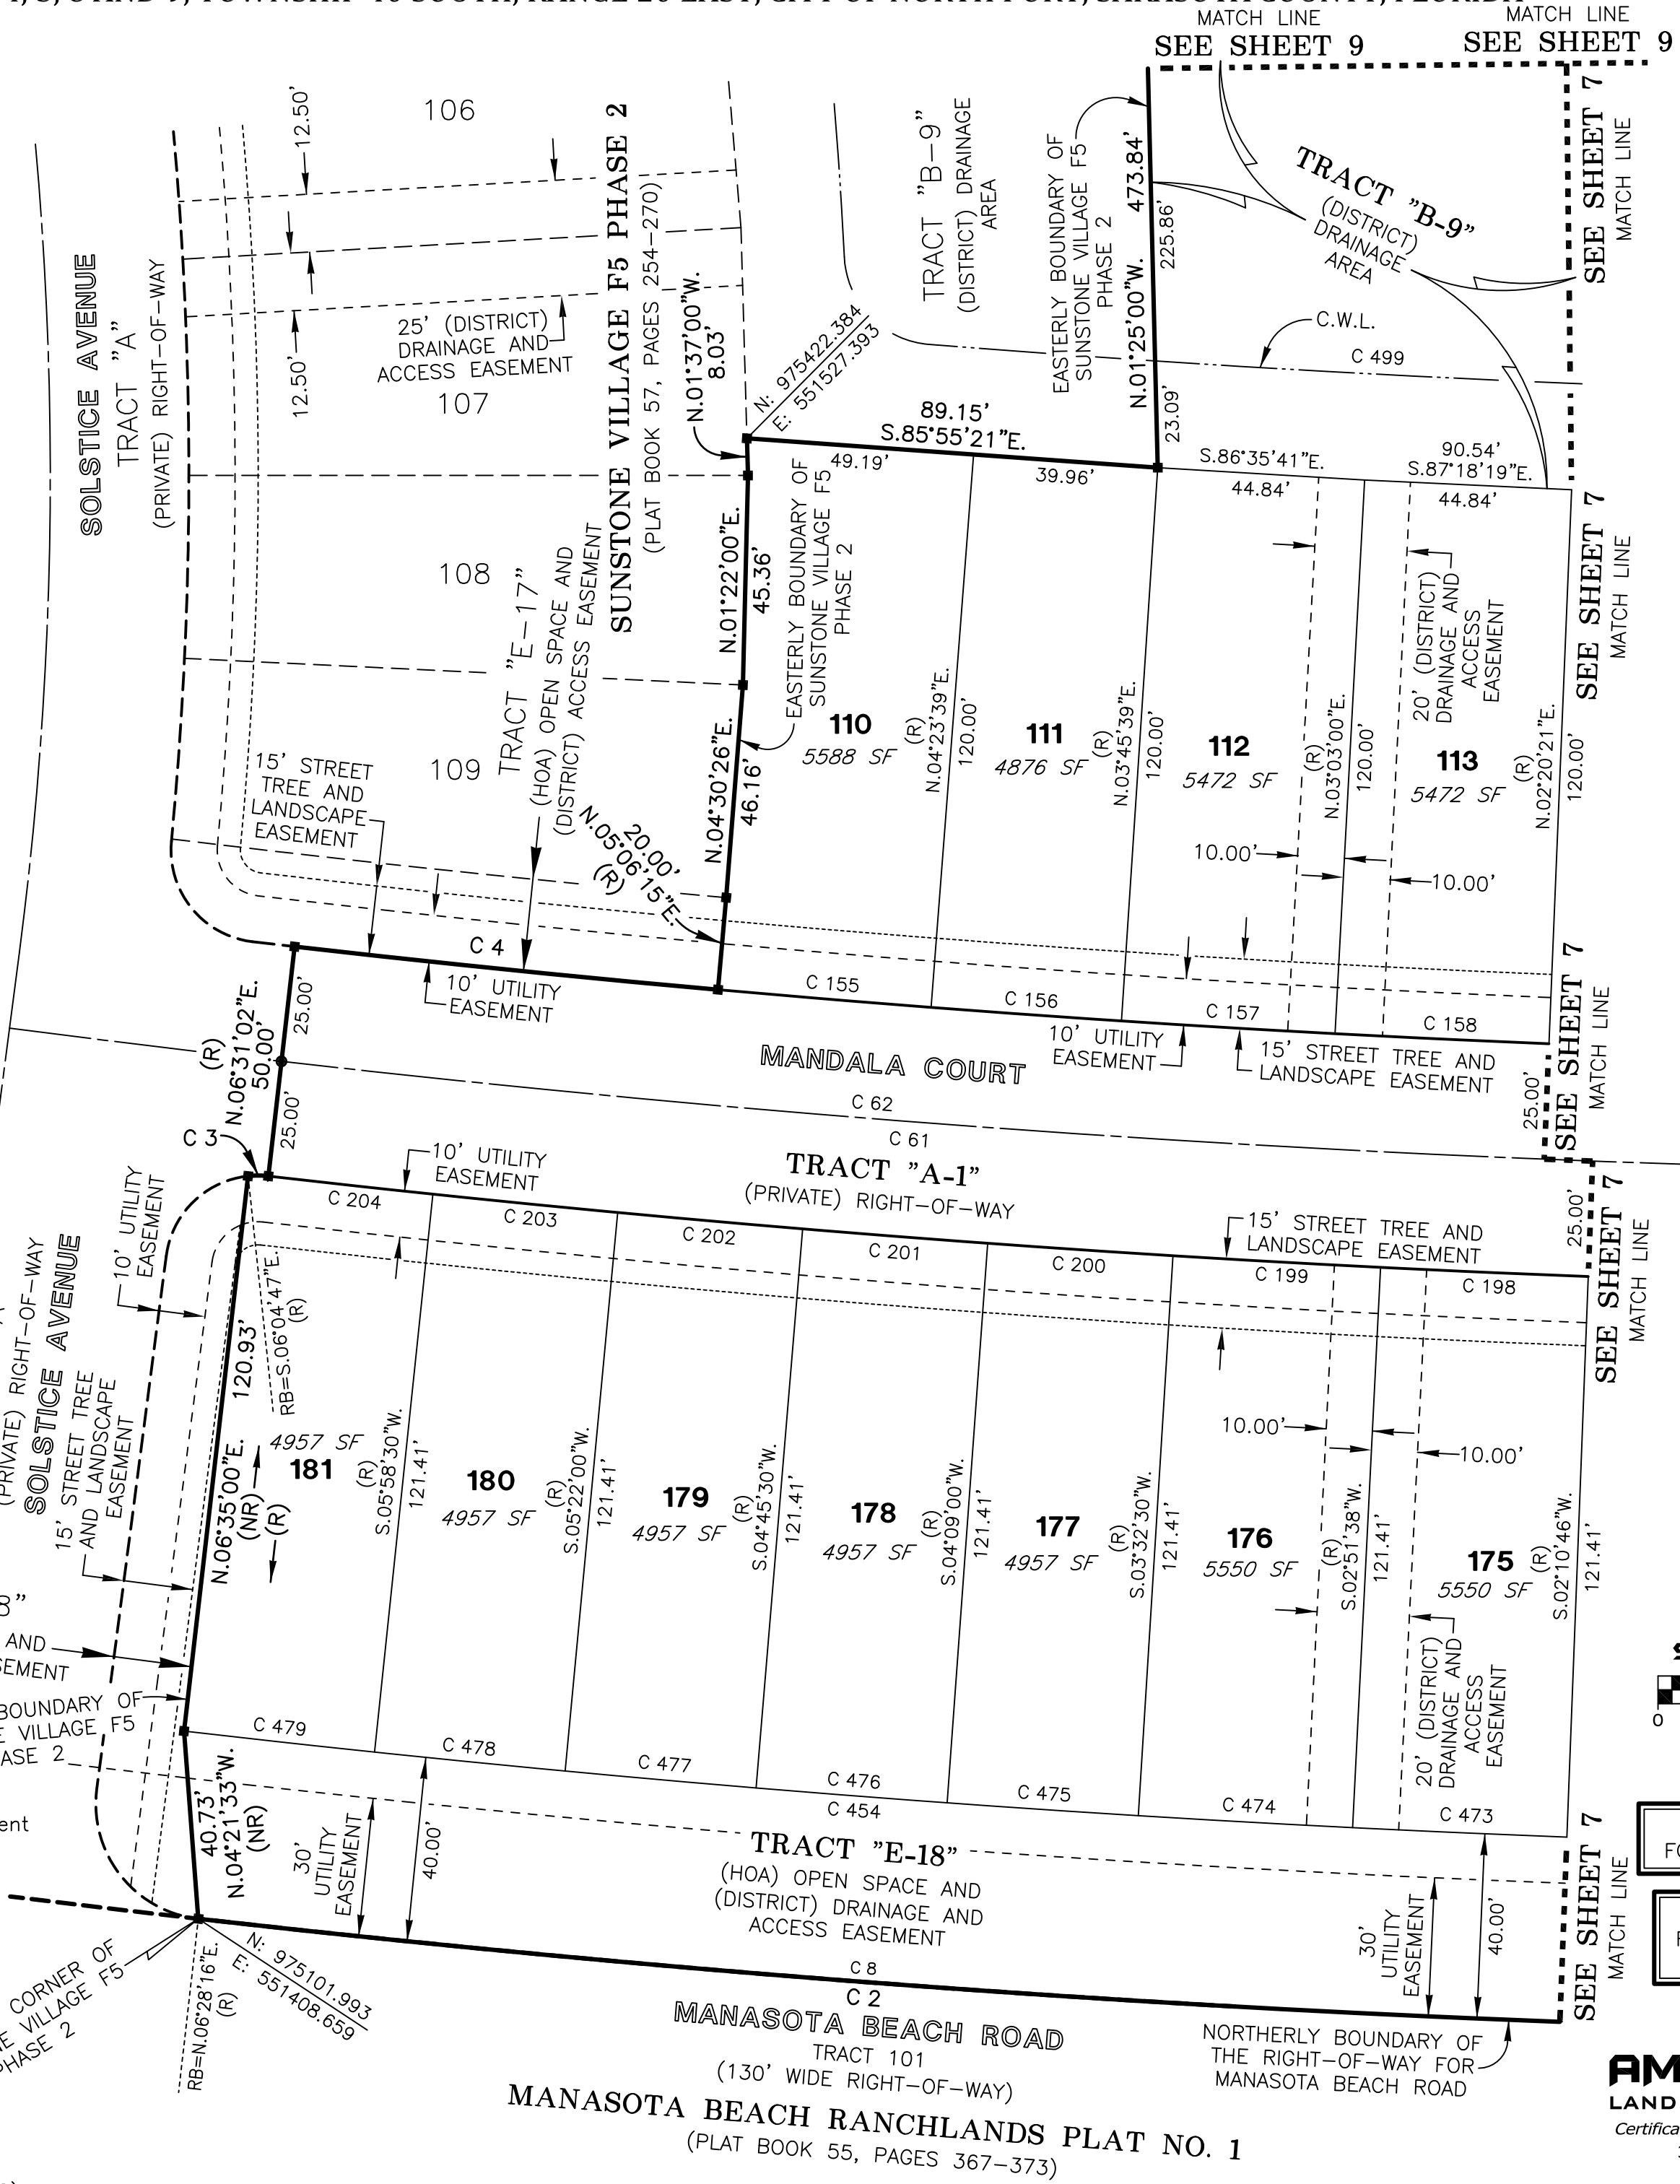 MATCH LINE
SEE SHEET 9
MATCH LINE
SEE SHEET 9
SEE SHEET 7
MATCH LINE
106
12.50'
SOLSTICE AVENUE
TRACT "A"
(PRIVATE) RIGHT-OF-WAY
12.50'
25' (DISTRICT)
DRAINAGE AND
ACCESS EASEMENT
107
SUNSTONE VILLAGE F5 PHASE 2
(PLAT BOOK 57, PAGES 254-270)
N.01°37'00"W.
8.03'
N: 975422.384
E: 551527.393
TRACT "B-9"
(DISTRICT) DRAINAGE
AREA
EASTERLY BOUNDARY OF
SUNSTONE VILLAGE F5
PHASE 2
N.01°25'00"W. 473.84'
225.86'
23.09'
TRACT "B-9"
(DISTRICT)
DRAINAGE
AREA
C.W.L.
C 499
89.15'
S.85°55'21"E.
49.19'
39.96'
S.86°35'41"E.
44.84'
90.54'
S.87°18'19"E.
44.84'
SEE SHEET 7
MATCH LINE
108
TRACT "E-17"
(HOA) OPEN SPACE AND
(DISTRICT) ACCESS EASEMENT
N.01°22'00"E.
45.36'
EASTERLY BOUNDARY OF
SUNSTONE VILLAGE F5
PHASE 2
N.04°30'26"E.
46.16'
109
15' STREET
TREE AND
LANDSCAPE
EASEMENT
20.00'
N.05°06'15"E.
(R)
110
5588 SF
(R)
N.04°23'39"E.
120.00'
111
4876 SF
(R)
N.03°45'39"E.
120.00'
112
5472 SF
(R)
N.03°03'00"E.
120.00'
20' (DISTRICT)
DRAINAGE AND
ACCESS
EASEMENT
113
5472 SF
(R)
N.02°20'21"E.
120.00'
10.00'
10.00'
C 4
10' UTILITY
EASEMENT
C 155
C 156
C 157
C 158
10' UTILITY
EASEMENT
15' STREET TREE AND
LANDSCAPE EASEMENT
SEE SHEET 7
MATCH LINE
25.00'
(R)
N.06°31'02"E.
50.00'
25.00'
25.00'
MANDALA COURT
C 62
C 61
TRACT "A-1"
(PRIVATE) RIGHT-OF-WAY
C 3
10' UTILITY
EASEMENT
C 204
C 203
C 202
C 201
C 200
C 199
C 198
15' STREET TREE AND
LANDSCAPE EASEMENT
25.00'
SEE SHEET 7
MATCH LINE
10' UTILITY
EASEMENT
(PRIVATE) RIGHT-OF-WAY
SOLSTICE AVENUE
15' STREET TREE
AND LANDSCAPE
EASEMENT
120.93'
N.06°35'00"E.
(NR)
(R)
RB=S.06°04'47"E.
(R)
4957 SF
181
(R)
S.05°58'30"W.
121.41'
180
4957 SF
(R)
S.05°22'00"W.
121.41'
179
4957 SF
(R)
S.04°45'30"W.
121.41'
178
4957 SF
(R)
S.04°09'00"W.
121.41'
177
4957 SF
(R)
S.03°32'30"W.
121.41'
176
5550 SF
(R)
S.02°51'38"W.
121.41'
175
5550 SF
(R)
S.02°10'46"W.
121.41'
10.00'
10.00'
20' (DISTRICT)
DRAINAGE AND
ACCESS
EASEMENT
AND
BOUNDARY OF
VILLAGE F5
C 479
C 478
C 477
C 476
C 475
C 474
C 473
C 454
40.73'
N.04°21'33"W.
(NR)
30'
UTILITY
EASEMENT
40.00'
TRACT "E-18"
(HOA) OPEN SPACE AND
(DISTRICT) DRAINAGE AND
ACCESS EASEMENT
30'
UTILITY
EASEMENT
40.00'
SEE SHEET 7
MATCH LINE
CORNER OF
VILLAGE F5
PHASE 2
N: 975101.993
E: 551408.659
RB=N.06°28'16"E.
(R)
C 8
C 2
MANASOTA BEACH ROAD
TRACT 101
(130' WIDE RIGHT-OF-WAY)
MANASOTA BEACH RANCHLANDS PLAT NO. 1
(PLAT BOOK 55, PAGES 367-373)
NORTHERLY BOUNDARY OF
THE RIGHT-OF-WAY FOR
MANASOTA BEACH ROAD
0
AM
LAND